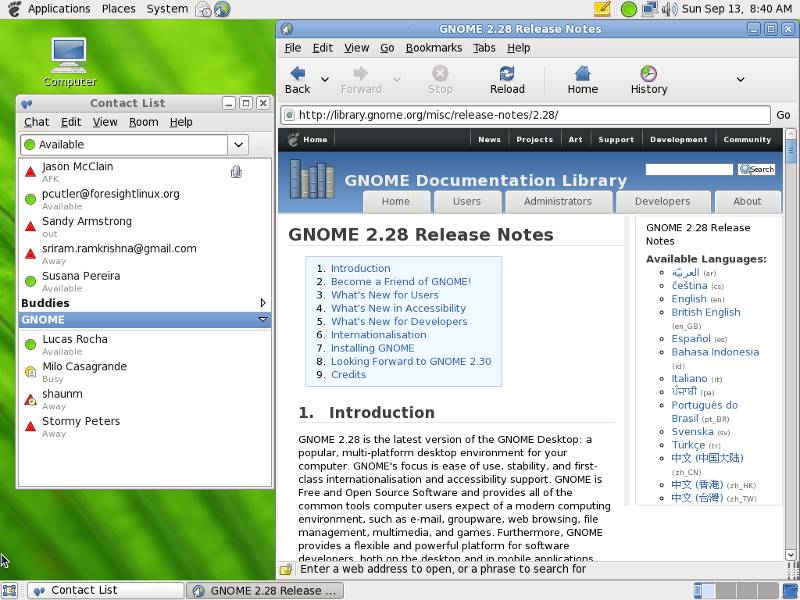 Applications Places System
Sun Sep 13, 8:40 AM
Computer
Contact List
Chat Edit View Room Help
Available
Jason McClain
AFK
pcutler@foresightlinux.org
Available
Sandy Armstrong
out
sriram.ramkrishna@gmail.com
Away
Susana Pereira
Available
Buddies
GNOME
Lucas Rocha
Available
Milo Casagrande
Busy
shaunm
Away
Stormy Peters
Away
GNOME 2.28 Release Notes
File Edit View Go Bookmarks Tabs Help
Back Forward Stop Reload Home History
http://library.gnome.org/misc/release-notes/2.28/ Go
Home News Projects Art Support Development Community
Search
GNOME Documentation Library
Home Users Administrators Developers About
GNOME 2.28 Release Notes
1. Introduction
2. Become a Friend of GNOME!
3. What's New for Users
4. What's New in Accessibility
5. What's New for Developers
6. Internationalisation
7. Installing GNOME
8. Looking Forward to GNOME 2.30
9. Credits
1. Introduction
GNOME 2.28 is the latest version of the GNOME Desktop: a
popular, multi-platform desktop environment for your
computer. GNOME's focus is ease of use, stability, and first-
class internationalisation and accessibility support. GNOME is
Free and Open Source Software and provides all of the
common tools computer users expect of a modern computing
environment, such as e-mail, groupware, web browsing, file
management, multimedia, and games. Furthermore, GNOME
provides a flexible and powerful platform for software
developers, both on the desktop and in mobile applications.
GNOME 2.28 Release
Notes
Available Languages:
العربيّة (ar)
čeština (cs)
English (en)
British English
(en_GB)
Español (es)
Bahasa Indonesia
(id)
Italiano (it)
ਪੰਜਾਬੀ (pa)
Português do
Brasil (pt_BR)
Svenska (sv)
Türkçe (tr)
中文 (中国大陆)
(zh_CN)
中文 (香港) (zh_HK)
中文 (台灣) (zh_TW)
Enter a web address to open, or a phrase to search for
Contact List
GNOME 2.28 Release ...